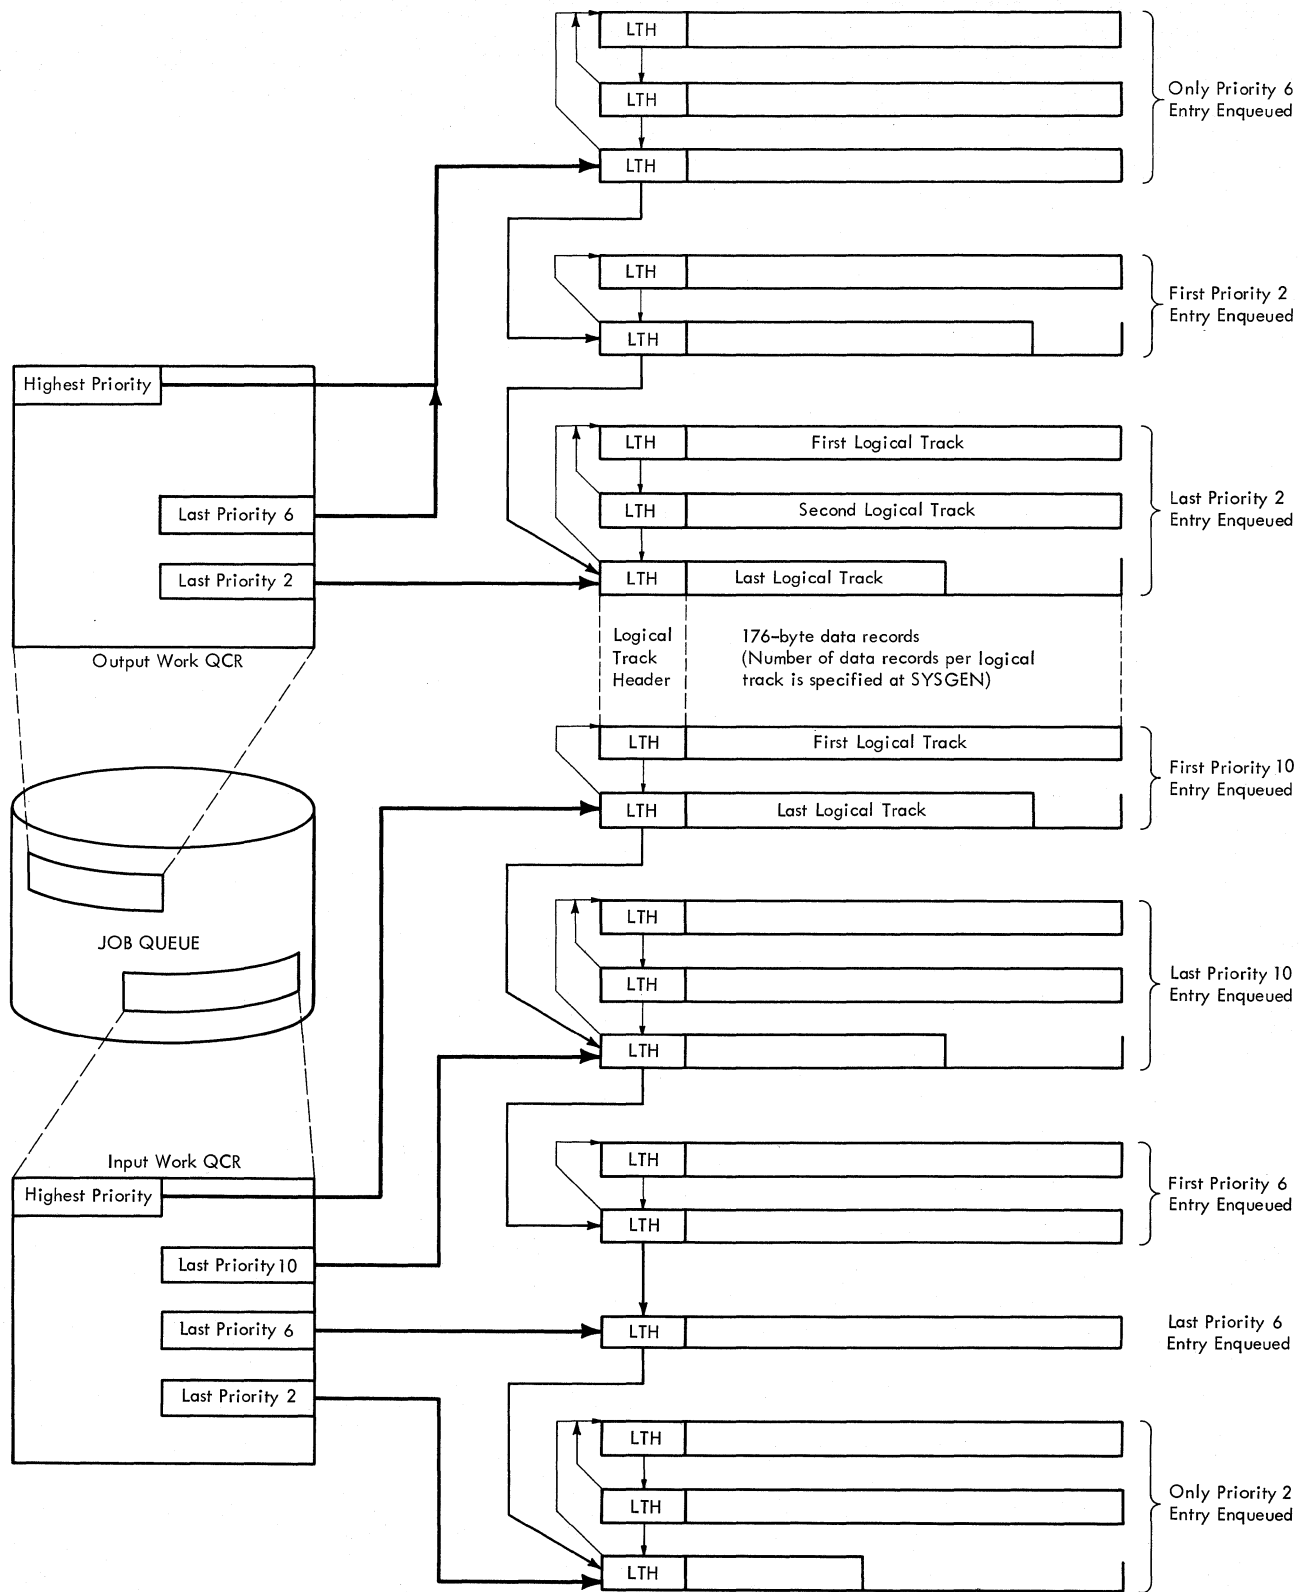 LTH
LTH
Only Priority 6
Entry Enqueued
LTH
LTH
First Priority 2
Entry Enqueued
LTH
Highest Priority
LTH First Logical Track
Last Priority 6
LTH Second Logical Track
Last Priority 2
Entry Enqueued
Last Priority 2
LTH Last Logical Track
Output Work QCR
Logical
Track
Header
176-byte data records
(Number of data records per logical
track is specified at SYSGEN)
LTH First Logical Track
First Priority 10
Entry Enqueued
LTH Last Logical Track
LTH
JOB QUEUE
LTH
Last Priority 10
Entry Enqueued
LTH
Input Work QCR
LTH
Highest Priority
First Priority 6
Entry Enqueued
LTH
Last Priority 10
Last Priority 6
LTH
Last Priority 6
Entry Enqueued
Last Priority 2
LTH
LTH
Only Priority 2
Entry Enqueued
LTH